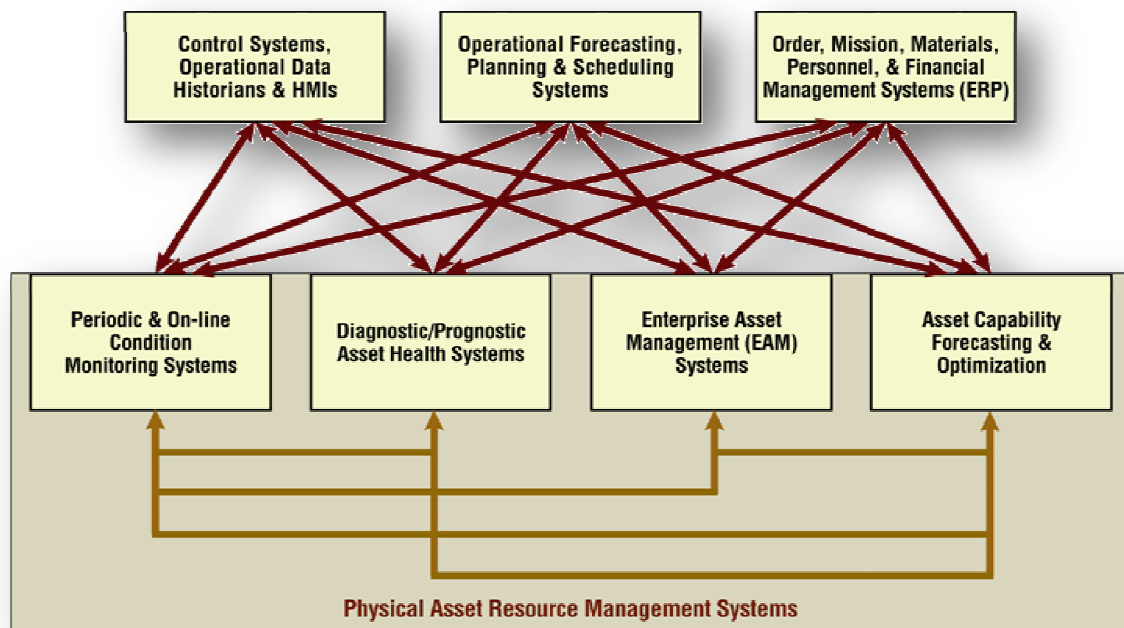 Control Systems,
Operational Data
Historians & HMIs
Operational Forecasting,
Planning & Scheduling
Systems
Order, Mission, Materials,
Personnel, & Financial
Management Systems (ERP)
Periodic & On-line
Condition
Monitoring Systems
Diagnostic/Prognostic
Asset Health Systems
Enterprise Asset
Management (EAM)
Systems
Asset Capability
Forecasting &
Optimization
Physical Asset Resource Management Systems